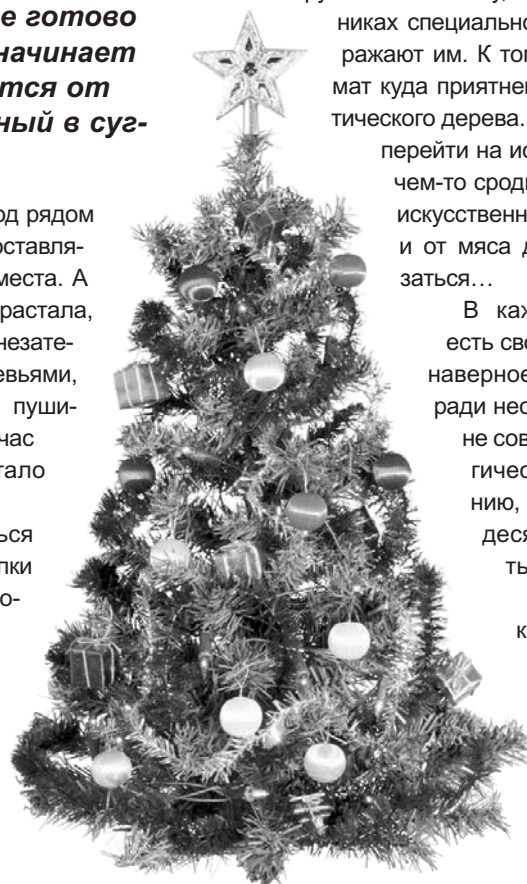 е готово
начинает
тся от
ный в суг-
од рядом
оставля-
места. А
растала,
незате-
евьями,
пуши-
час
тало
ься
лки
о-
никах специально
ражают им. К тог
мат куда приятне
тического дерева.
перейти на ис
чем-то сродн
искусственн
и от мяса д
заться…
В каж
есть сво
наверное
ради нес
не сов
гичес
нию,
деся
ть
к